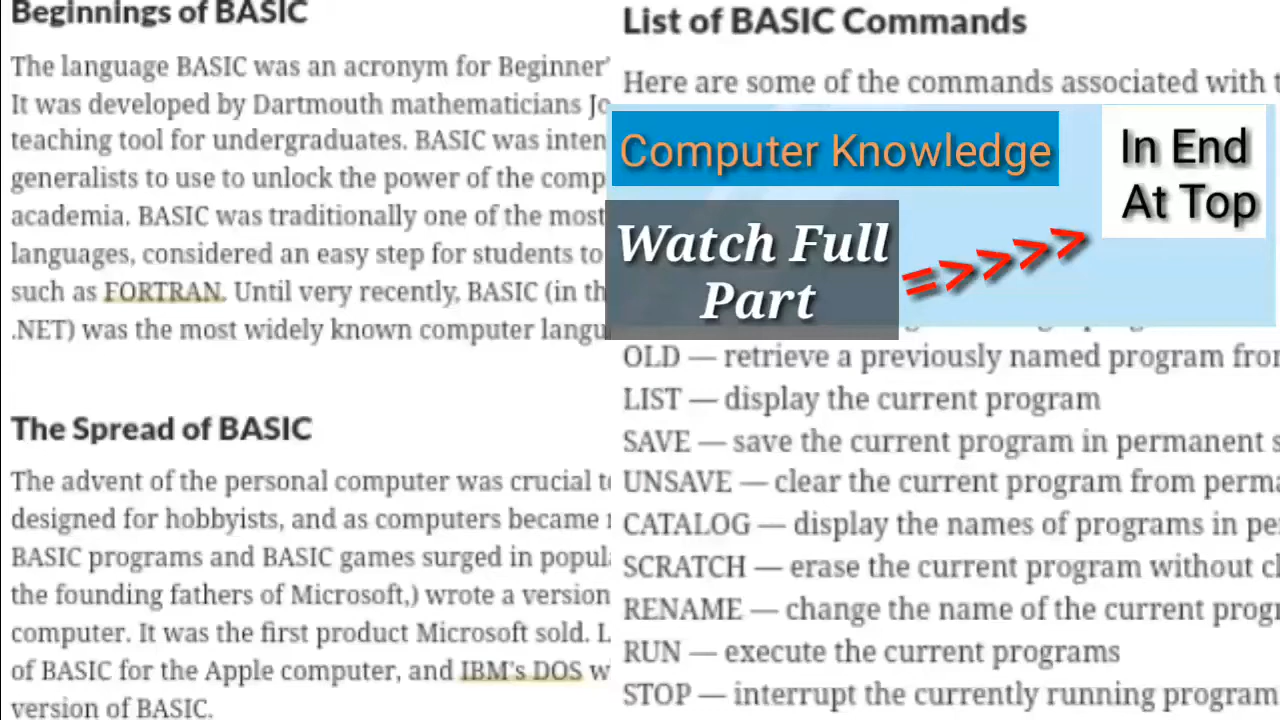 Beginnings of BASIC
The language BASIC was an acronym for Beginner'
It was developed by Dartmouth mathematicians Jo
teaching tool for undergraduates. BASIC was inten
generalists to use to unlock the power of the comp
academia. BASIC was traditionally one of the most
languages, considered an easy step for students to
such as FORTRAN. Until very recently, BASIC (in th
.NET) was the most widely known computer langu
The Spread of BASIC
The advent of the personal computer was crucial t
designed for hobbyists, and as computers became
BASIC programs and BASIC games surged in popul
the founding fathers of Microsoft,) wrote a version
computer. It was the first product Microsoft sold. L
of BASIC for the Apple computer, and IBM's DOS w
version of BASIC.
List of BASIC Commands
Here are some of the commands associated with t
Computer Knowledge
In End
At Top
Watch Full
Part
=>>>>>
OLD — retrieve a previously named program from
LIST — display the current program
SAVE — save the current program in permanent s
UNSAVE — clear the current program from perma
CATALOG — display the names of programs in pe
SCRATCH — erase the current program without cl
RENAME — change the name of the current progr
RUN — execute the current programs
STOP — interrupt the currently running program